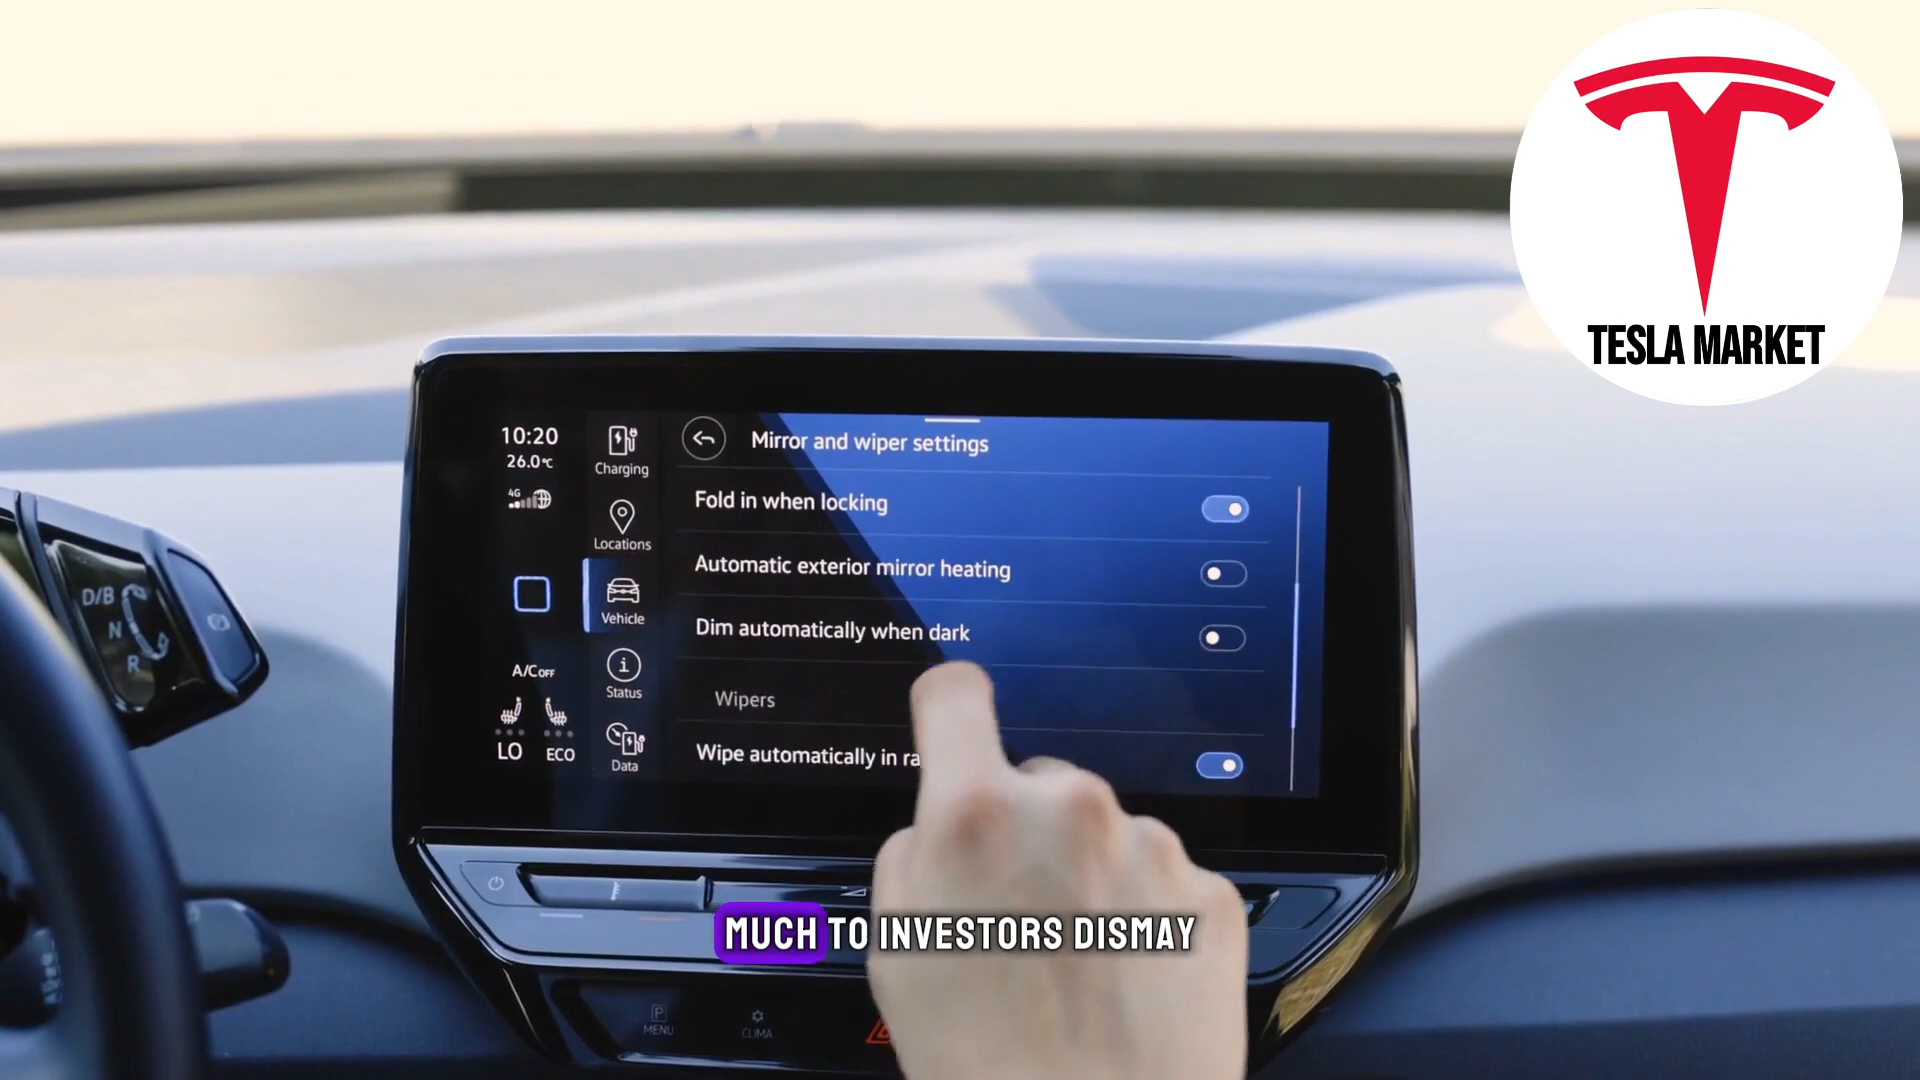 TESLA MARKET
10:20
26.0°C
4G
A/C OFF
LO
ECO
Charging
Locations
Vehicle
Status
Data
Mirror and wiper settings
Fold in when locking
Automatic exterior mirror heating
Dim automatically when dark
Wipers
Wipe automatically in ra
D/B
N
R
MUCH TO INVESTORS DISMAY
P
MENU
CLIMA